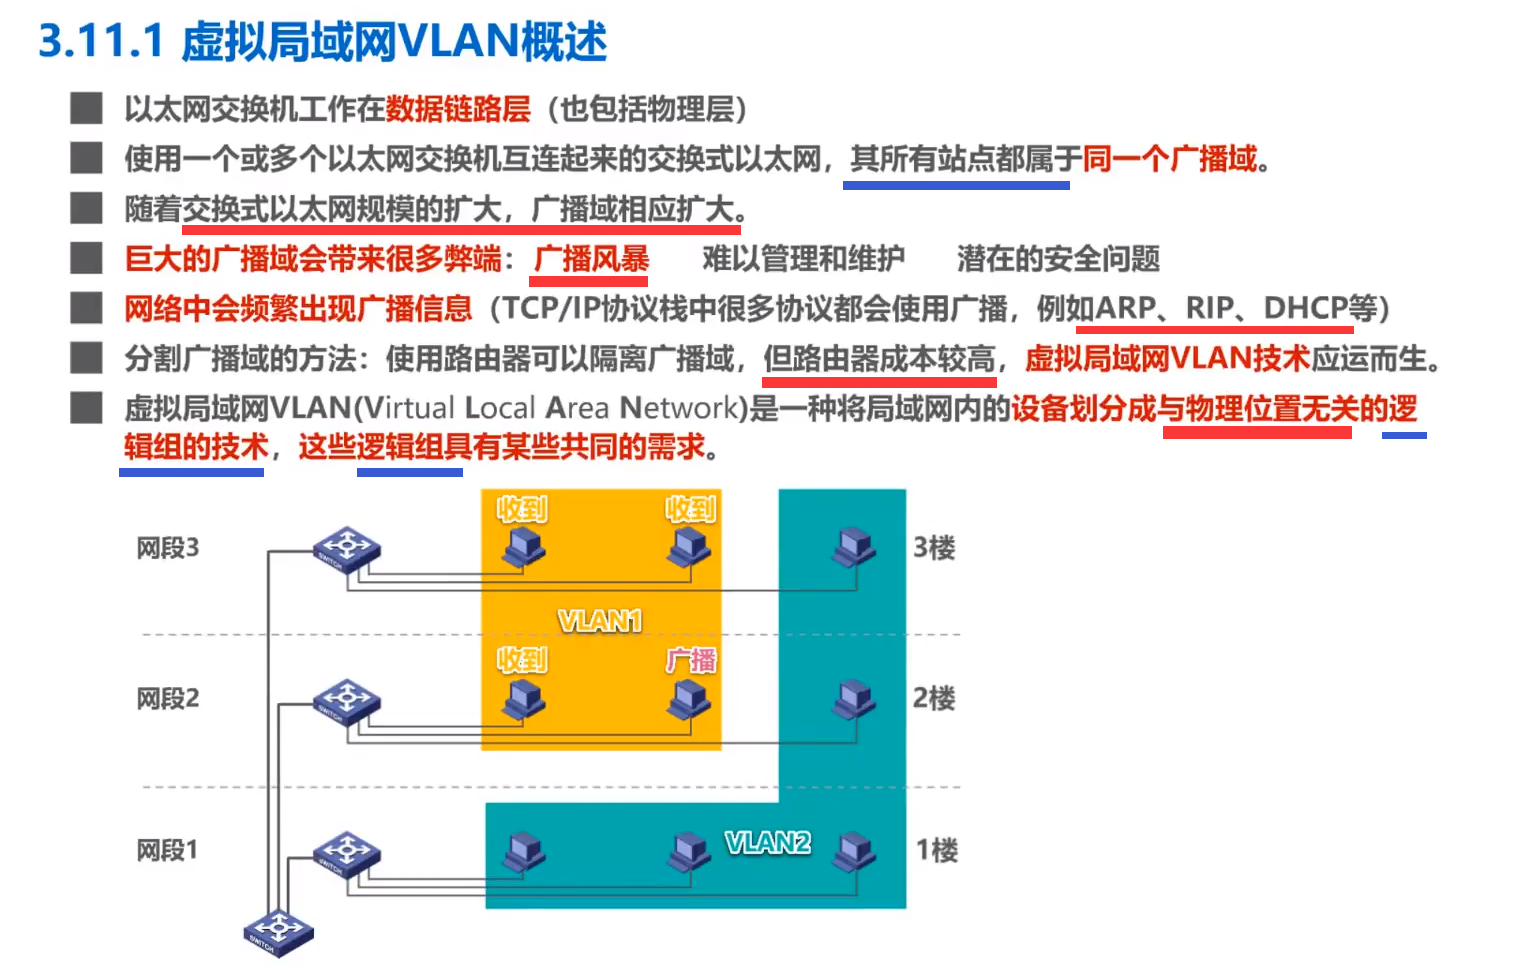 3.11.1 虚拟局域网VLAN概述
以太网交换机工作在数据链路层（也包括物理层）
使用一个或多个以太网交换机互连起来的交换式以太网，其所有站点都属于同一个广播域。
随着交换式以太网规模的扩大，广播域相应扩大。
巨大的广播域会带来很多弊端：广播风暴 难以管理和维护 潜在的安全问题
网络中会频繁出现广播信息（TCP/IP协议栈中很多协议都会使用广播，例如ARP、RIP、DHCP等）
分割广播域的方法：使用路由器可以隔离广播域，但路由器成本较高，虚拟局域网VLAN技术应运而生。
虚拟局域网VLAN(Virtual Local Area Network)是一种将局域网内的设备划分成与物理位置无关的逻
辑组的技术，这些逻辑组具有某些共同的需求。
收到 收到
网段3 SWITCH 3楼
VLAN1
收到 广播
网段2 SWITCH 2楼
网段1 SWITCH VLAN2 1楼
SWITCH